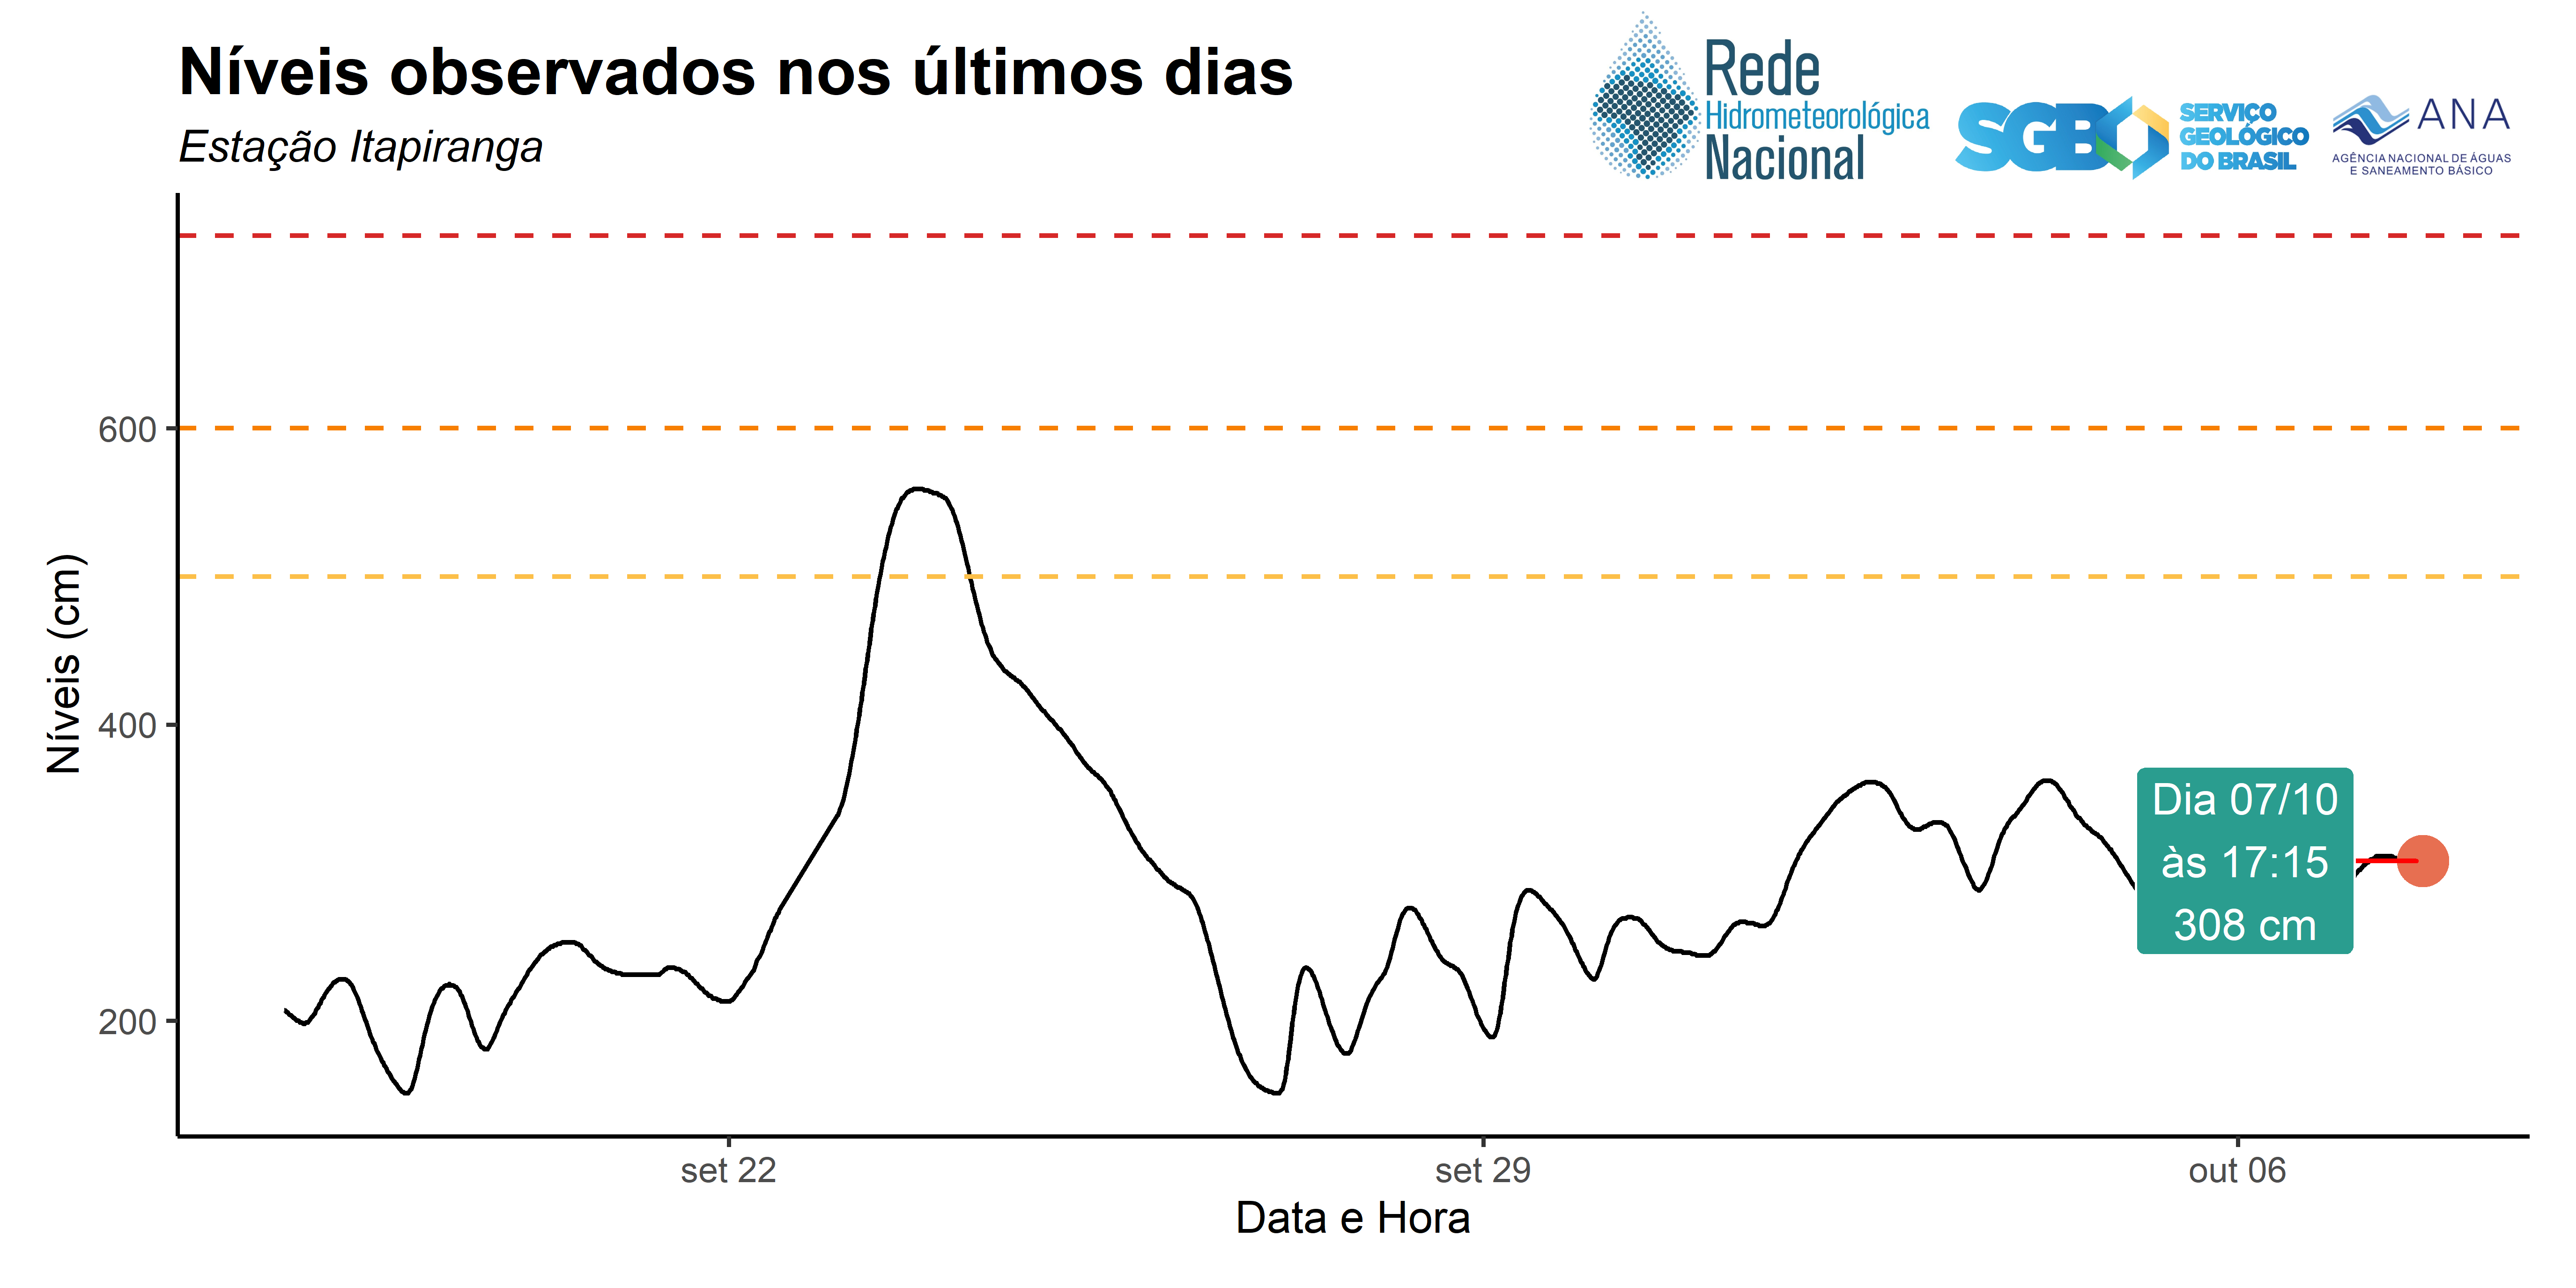 Níveis observados nos últimos dias
Estação Itapiranga
Rede
Hidrometeorológica
Nacional
SGB
SERVIÇO
GEOLÓGICO
DO BRASIL
ANA
AGÊNCIA NACIONAL DE ÁGUAS
E SANEAMENTO BÁSICO
Níveis (cm)
600
400
200
Dia 07/10
às 17:15
308 cm
set 22
set 29
out 06
Data e Hora